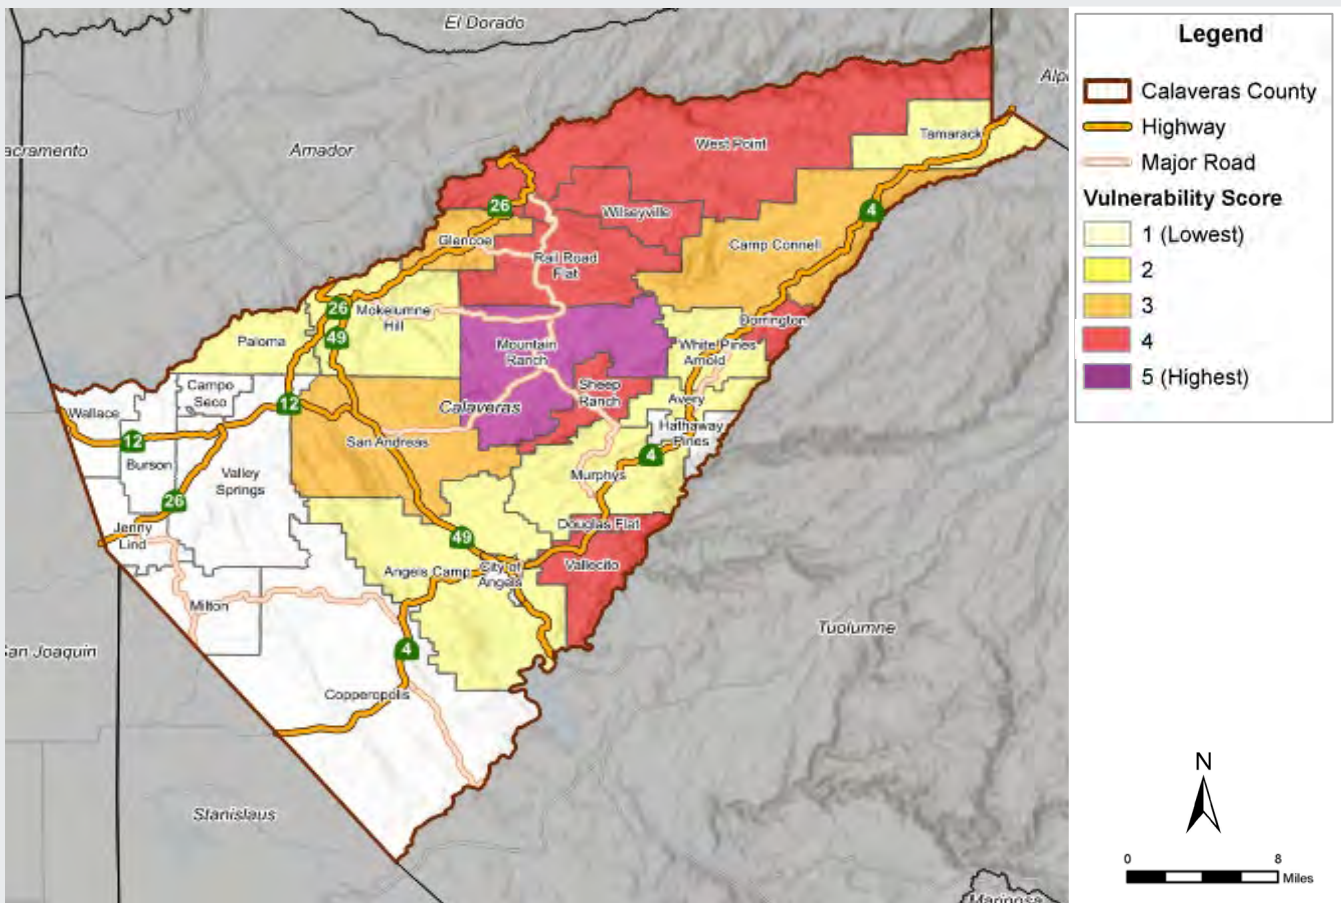 El Dorado
Alpi
acramento
Amador
Tamarack
West Point
26
4
Wilseyville
Glencoe
Camp Connell
Rail Road
Flat
26
Mokelumne
Hill
49
Paloma
Dorrington
Mountain
Ranch
White Pines
Arnold
Campo
Seco
Sheep
Ranch
12
Wallace
Calaveras
Avery
Hathaway
Pines
12
San Andreas
4
Burson
Valley
Springs
Murphys
26
Jenny
Lind
Douglas Flat
49
Vallecito
Angels Camp
City of
Angels
Milton
Tuolumne
San Joaquin
4
Copperopolis
Stanislaus
Mariposa
Legend
Calaveras County
Highway
Major Road
Vulnerability Score
1 (Lowest)
2
3
4
5 (Highest)
N
0 8
Miles